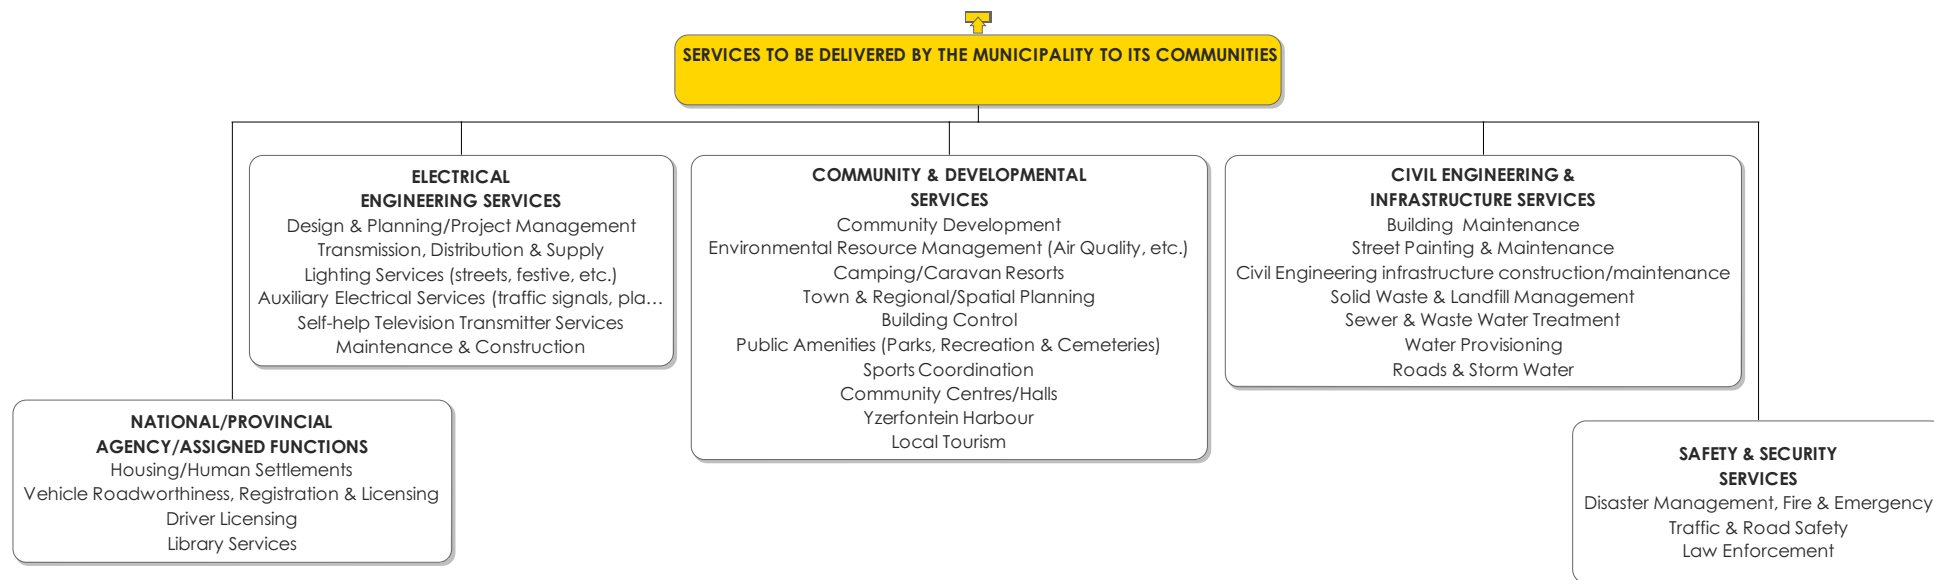 SERVICES TO BE DELIVERED BY THE MUNICIPALITY TO ITS COMMUNITIES
ELECTRICAL
ENGINEERING SERVICES
Design & Planning/Project Management
Transmission, Distribution & Supply
Lighting Services (streets, festive, etc.)
Auxiliary Electrical Services (traffic signals, pla…
Self-help Television Transmitter Services
Maintenance & Construction
COMMUNITY & DEVELOPMENTAL
SERVICES
Community Development
Environmental Resource Management (Air Quality, etc.)
Camping/Caravan Resorts
Town & Regional/Spatial Planning
Building Control
Public Amenities (Parks, Recreation & Cemeteries)
Sports Coordination
Community Centres/Halls
Yzerfontein Harbour
Local Tourism
CIVIL ENGINEERING &
INFRASTRUCTURE SERVICES
Building Maintenance
Street Painting & Maintenance
Civil Engineering infrastructure construction/maintenance
Solid Waste & Landfill Management
Sewer & Waste Water Treatment
Water Provisioning
Roads & Storm Water
NATIONAL/PROVINCIAL
AGENCY/ASSIGNED FUNCTIONS
Housing/Human Settlements
Vehicle Roadworthiness, Registration & Licensing
Driver Licensing
Library Services
SAFETY & SECURITY
SERVICES
Disaster Management, Fire & Emergency
Traffic & Road Safety
Law Enforcement